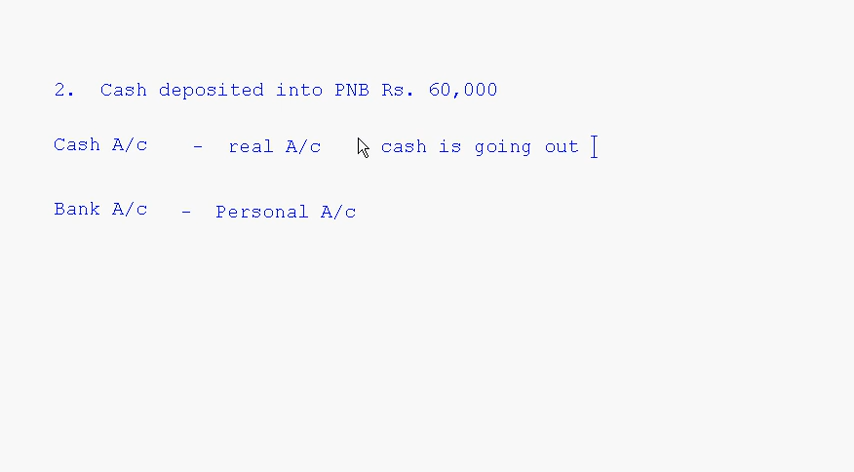 2. Cash deposited into PNB Rs. 60,000
Cash A/c - real A/c cash is going out
Bank A/c - Personal A/c